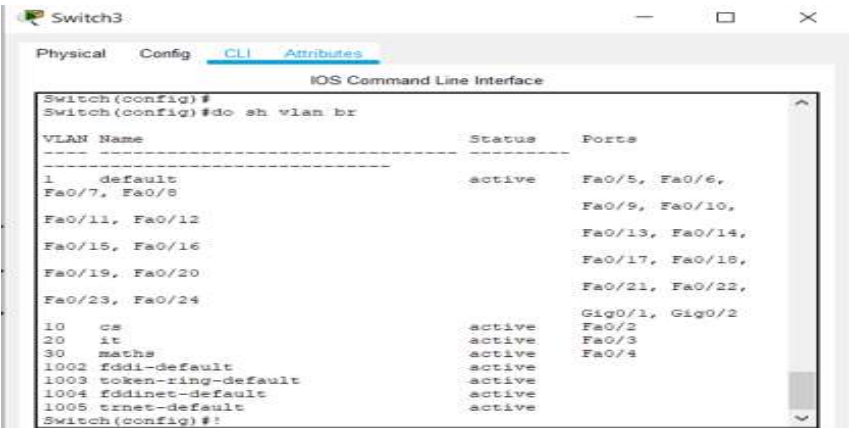 Switch3
Physical Config CLI Attributes
IOS Command Line Interface
Switch(config)#
Switch(config)#do sh vlan br
VLAN Name Status Ports
---- -------------------------------- --------- -------------------------------
1 default active Fa0/5, Fa0/6,
Fa0/7, Fa0/8
Fa0/9, Fa0/10,
Fa0/11, Fa0/12
Fa0/13, Fa0/14,
Fa0/15, Fa0/16
Fa0/17, Fa0/18,
Fa0/19, Fa0/20
Fa0/21, Fa0/22,
Fa0/23, Fa0/24
Gig0/1, Gig0/2
10 cs active Fa0/2
20 it active Fa0/3
30 maths active Fa0/4
1002 fddi-default active
1003 token-ring-default active
1004 fddinet-default active
1005 trnet-default active
Switch(config)#!